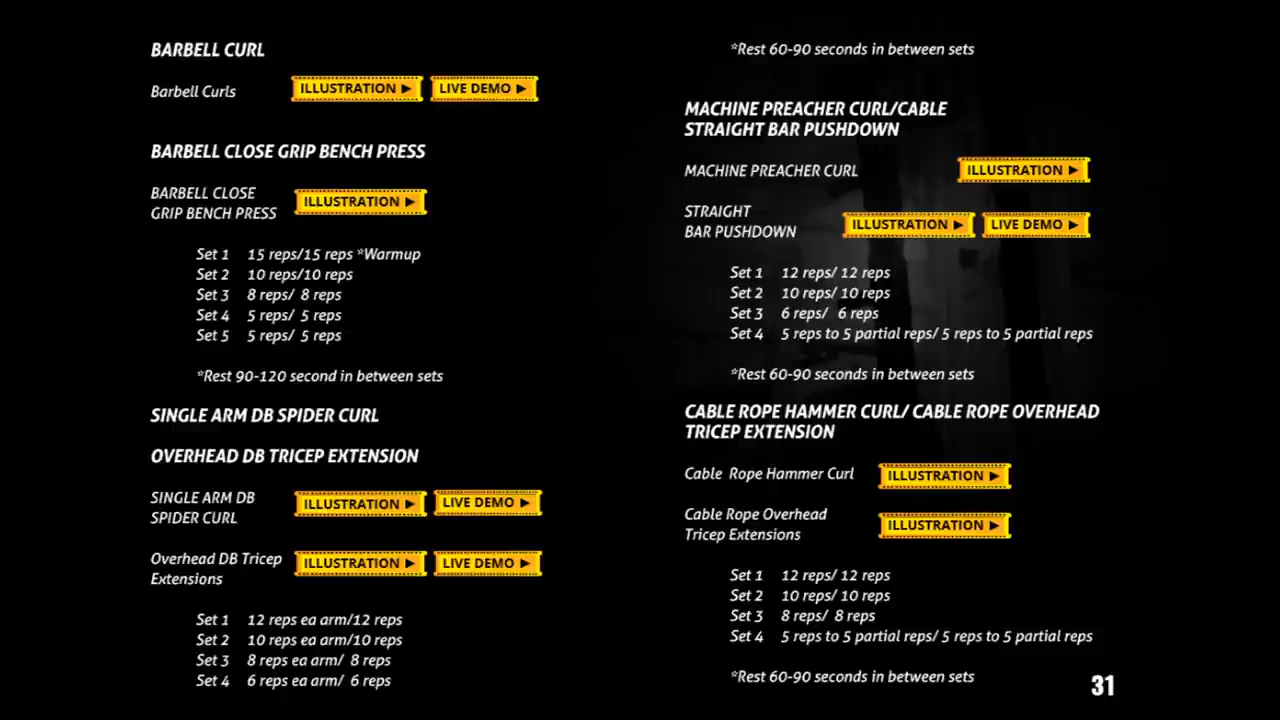 BARBELL CURL
Barbell Curls ILLUSTRATION ▶ LIVE DEMO ▶
BARBELL CLOSE GRIP BENCH PRESS
BARBELL CLOSE
GRIP BENCH PRESS ILLUSTRATION ▶
Set 1 15 reps/15 reps *Warmup
Set 2 10 reps/10 reps
Set 3 8 reps/ 8 reps
Set 4 5 reps/ 5 reps
Set 5 5 reps/ 5 reps
*Rest 90-120 second in between sets
SINGLE ARM DB SPIDER CURL
OVERHEAD DB TRICEP EXTENSION
SINGLE ARM DB
SPIDER CURL ILLUSTRATION ▶ LIVE DEMO ▶
Overhead DB Tricep
Extensions ILLUSTRATION ▶ LIVE DEMO ▶
Set 1 12 reps ea arm/12 reps
Set 2 10 reps ea arm/10 reps
Set 3 8 reps ea arm/ 8 reps
Set 4 6 reps ea arm/ 6 reps
*Rest 60-90 seconds in between sets
MACHINE PREACHER CURL/CABLE
STRAIGHT BAR PUSHDOWN
MACHINE PREACHER CURL ILLUSTRATION ▶
STRAIGHT
BAR PUSHDOWN ILLUSTRATION ▶ LIVE DEMO ▶
Set 1 12 reps/ 12 reps
Set 2 10 reps/ 10 reps
Set 3 6 reps/ 6 reps
Set 4 5 reps to 5 partial reps/ 5 reps to 5 partial reps
*Rest 60-90 seconds in between sets
CABLE ROPE HAMMER CURL/ CABLE ROPE OVERHEAD
TRICEP EXTENSION
Cable Rope Hammer Curl ILLUSTRATION ▶
Cable Rope Overhead
Tricep Extensions ILLUSTRATION ▶
Set 1 12 reps/ 12 reps
Set 2 10 reps/ 10 reps
Set 3 8 reps/ 8 reps
Set 4 5 reps to 5 partial reps/ 5 reps to 5 partial reps
*Rest 60-90 seconds in between sets
31